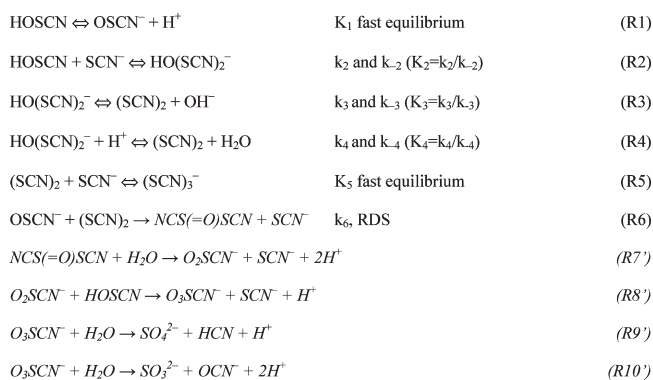 HOSCN ⇔ OSCN⁻ + H⁺ K₁ fast equilibrium (R1)
HOSCN + SCN⁻ ⇔ HO(SCN)₂⁻ k₂ and k₋₂ (K₂=k₂/k₋₂) (R2)
HO(SCN)₂⁻ ⇔ (SCN)₂ + OH⁻ k₃ and k₋₃ (K₃=k₃/k₋₃) (R3)
HO(SCN)₂⁻ + H⁺ ⇔ (SCN)₂ + H₂O k₄ and k₋₄ (K₄=k₄/k₋₄) (R4)
(SCN)₂ + SCN⁻ ⇔ (SCN)₃⁻ K₅ fast equilibrium (R5)
OSCN⁻ + (SCN)₂ → NCS(=O)SCN + SCN⁻ k₆, RDS (R6)
NCS(=O)SCN + H₂O → O₂SCN⁻ + SCN⁻ + 2H⁺ (R7’)
O₂SCN⁻ + HOSCN → O₃SCN⁻ + SCN⁻ + H⁺ (R8’)
O₃SCN⁻ + H₂O → SO₄²⁻ + HCN + H⁺ (R9’)
O₃SCN⁻ + H₂O → SO₃²⁻ + OCN⁻ + 2H⁺ (R10’)